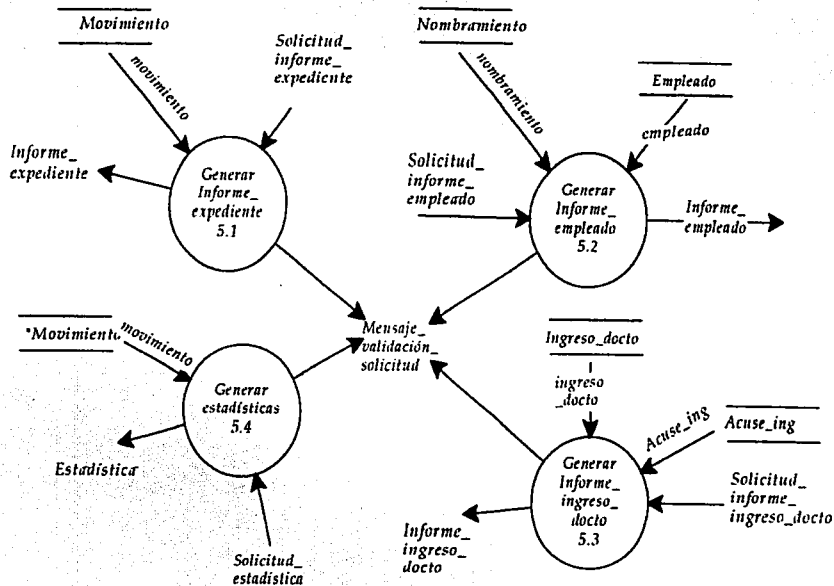 Movimiento
movimiento
Solicitud_
informe_
expediente
Informe_
expediente
Generar
Informe_
expediente
5.1
Nombramiento
nombramiento
Empleado
empleado
Solicitud_
informe_
empleado
Generar
Informe_
empleado
5.2
Informe_
empleado
Mensaje_
validación_
solicitud
*Movimiento
movimiento
Generar
estadísticas
5.4
Estadística
Solicitud_
estadística
Ingreso_docto
ingreso
_docto
Acuse_ing
Acuse_ing
Generar
Informe_
ingreso_
docto
5.3
Solicitud_
informe_
ingreso_docto
Informe_
ingreso_
docto